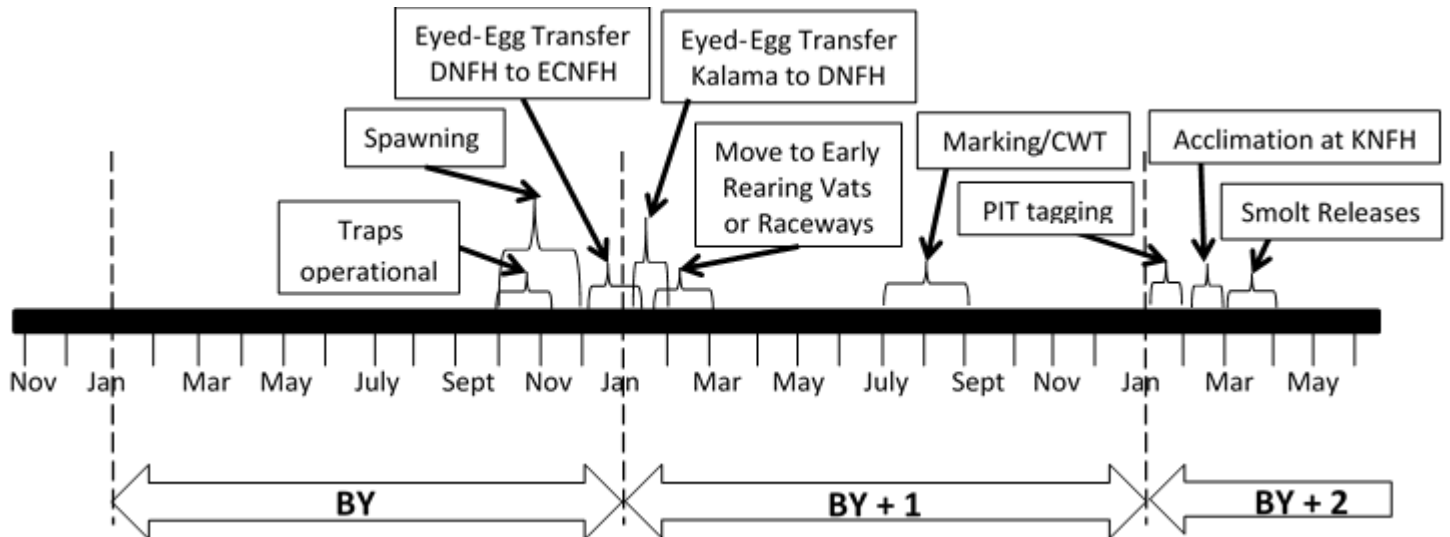 Eyed-Egg Transfer
DNFH to ECNFH
Eyed-Egg Transfer
Kalama to DNFH
Spawning
Traps
operational
Move to Early
Rearing Vats
or Raceways
Marking/CWT
PIT tagging
Acclimation at KNFH
Smolt Releases
Nov Jan Mar May July Sept Nov Jan Mar May July Sept Nov Jan Mar May
BY BY + 1 BY + 2